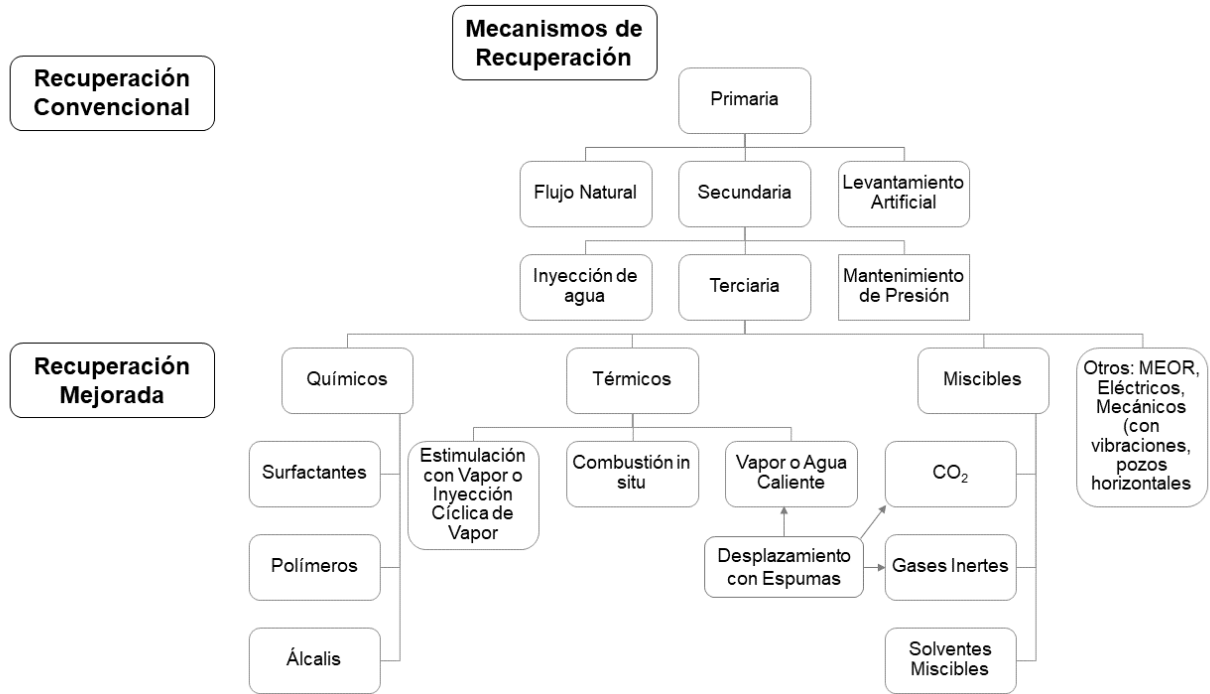 Mecanismos de
Recuperación
Recuperación
Convencional
Primaria
Flujo Natural
Secundaria
Levantamiento
Artificial
Inyección de
agua
Terciaria
Mantenimiento
de Presión
Recuperación
Mejorada
Químicos
Térmicos
Miscibles
Otros: MEOR,
Eléctricos,
Mecánicos
(con
vibraciones,
pozos
horizontales
Surfactantes
Estimulación
con Vapor o
Inyección
Cíclica de
Vapor
Combustión in
situ
Vapor o Agua
Caliente
CO₂
Polímeros
Desplazamiento
con Espumas
Gases Inertes
Álcalis
Solventes
Miscibles